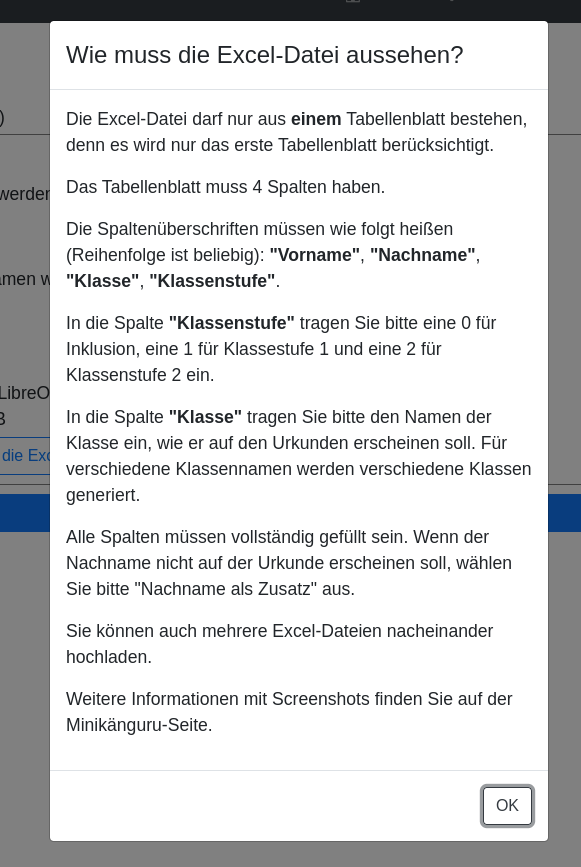 Wie muss die Excel-Datei aussehen?
)
Die Excel-Datei darf nur aus einem Tabellenblatt bestehen,
denn es wird nur das erste Tabellenblatt berücksichtigt.
Das Tabellenblatt muss 4 Spalten haben.
werden
Die Spaltenüberschriften müssen wie folgt heißen
(Reihenfolge ist beliebig): "Vorname", "Nachname",
"Klasse", "Klassenstufe".
amen w
In die Spalte "Klassenstufe" tragen Sie bitte eine 0 für
Inklusion, eine 1 für Klassestufe 1 und eine 2 für
Klassenstufe 2 ein.
LibreO
In die Spalte "Klasse" tragen Sie bitte den Namen der
Klasse ein, wie er auf den Urkunden erscheinen soll. Für
verschiedene Klassennamen werden verschiedene Klassen
generiert.
die Exc
Alle Spalten müssen vollständig gefüllt sein. Wenn der
Nachname nicht auf der Urkunde erscheinen soll, wählen
Sie bitte "Nachname als Zusatz" aus.
Sie können auch mehrere Excel-Dateien nacheinander
hochladen.
Weitere Informationen mit Screenshots finden Sie auf der
Minikänguru-Seite.
OK